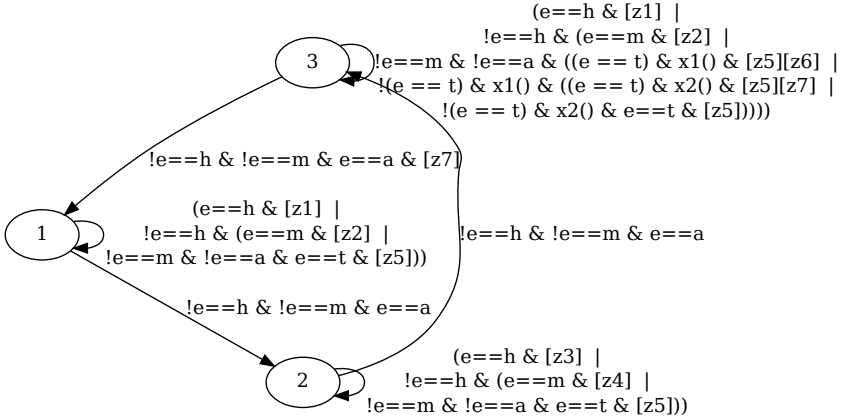 (e==h & [z1] |
!e==h & (e==m & [z2] |
3
!e==m & !e==a & ((e == t) & x1() & [z5][z6] |
!(e == t) & x1() & ((e == t) & x2() & [z5][z7] |
!(e == t) & x2() & e==t & [z5]))))
!e==h & !e==m & e==a & [z7]
(e==h & [z1] |
1
!e==h & (e==m & [z2] |
!e==m & !e==a & e==t & [z5]))
!e==h & !e==m & e==a
!e==h & !e==m & e==a
(e==h & [z3] |
2
!e==h & (e==m & [z4] |
!e==m & !e==a & e==t & [z5]))